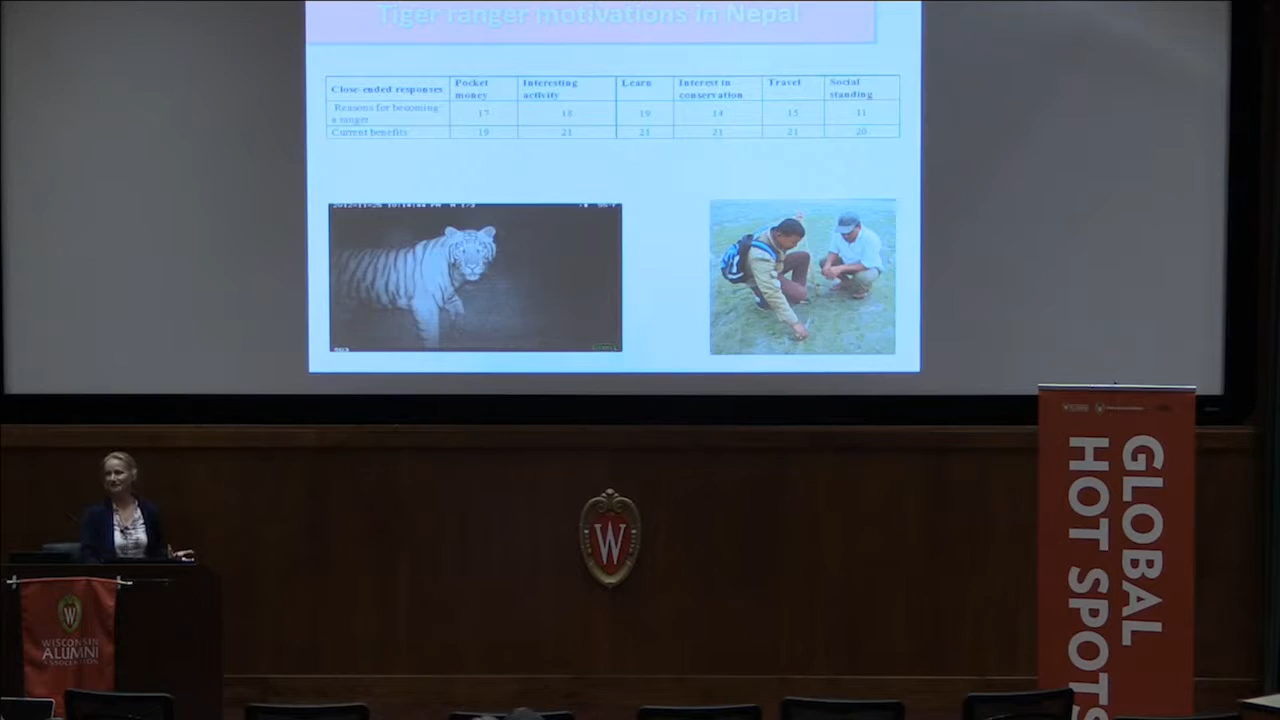 Tiger ranger motivations in Nepal
Close-ended responses Pocket money Interesting activity Learn Interest in conservation Travel Social standing
Reasons for becoming a ranger 17 18 19 14 15 11
Current benefits 19 21 21 21 21 20
W
W
WISCONSIN
ALUMNI
ASSOCIATION
GLOBAL
HOT SPOTS